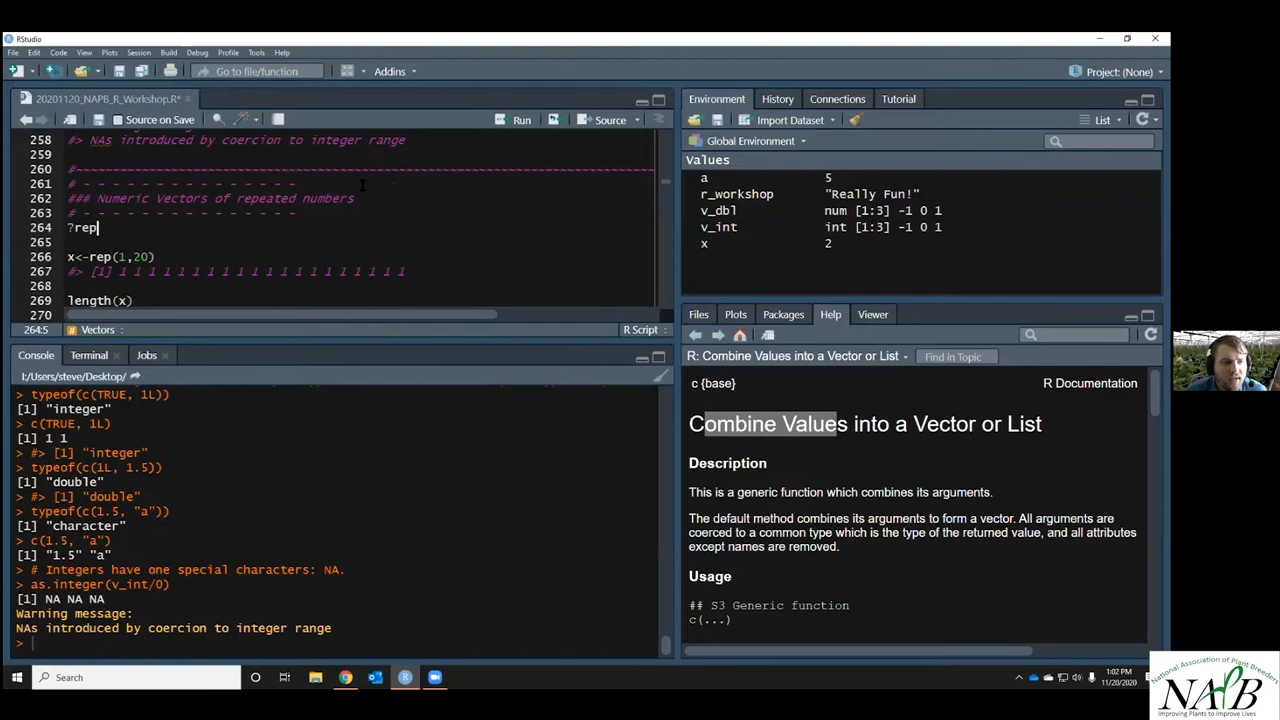 RStudio
File Edit Code View Plots Session Build Debug Profile Tools Help
Go to file/function
Addins
Project: (None)
20201120_NAPB_R_Workshop.R*
Source on Save
Run
Source
258 #> NAs introduced by coercion to integer range
259
260 #~~~~~~~~~~~~~~~~~~~~~~~~~~~~~~~~~~~~~~~~~~~~~~~~~~~~~~~~~~~~~~~~~~~~~~~~~~~~~~~~
261 # - - - - - - - - - - - - - - -
262 ### Numeric Vectors of repeated numbers
263 # - - - - - - - - - - - - - - -
264 ?rep
265
266 x<-rep(1,20)
267 #> [1] 1 1 1 1 1 1 1 1 1 1 1 1 1 1 1 1 1 1 1 1
268
269 length(x)
270
264:5 # Vectors R Script
Console Terminal Jobs
I:/Users/steve/Desktop/
> typeof(c(TRUE, 1L))
[1] "integer"
> c(TRUE, 1L)
[1] 1 1
> #> [1] "integer"
> typeof(c(1L, 1.5))
[1] "double"
> #> [1] "double"
> typeof(c(1.5, "a"))
[1] "character"
> c(1.5, "a")
[1] "1.5" "a"
> # Integers have one special characters: NA.
> as.integer(v_int/0)
[1] NA NA NA
Warning message:
NAs introduced by coercion to integer range
>
Environment History Connections Tutorial
Import Dataset List
Global Environment
Values
a 5
r_workshop "Really Fun!"
v_dbl num [1:3] -1 0 1
v_int int [1:3] -1 0 1
x 2
Files Plots Packages Help Viewer
R: Combine Values into a Vector or List Find in Topic
c {base} R Documentation
Combine Values into a Vector or List
Description
This is a generic function which combines its arguments.
The default method combines its arguments to form a vector. All arguments are
coerced to a common type which is the type of the returned value, and all attributes
except names are removed.
Usage
## S3 Generic function
c(...)
Search
1:02 PM
11/20/2020
National Association of Plant Breeders
NAPB
Improving Plants to Improve Lives